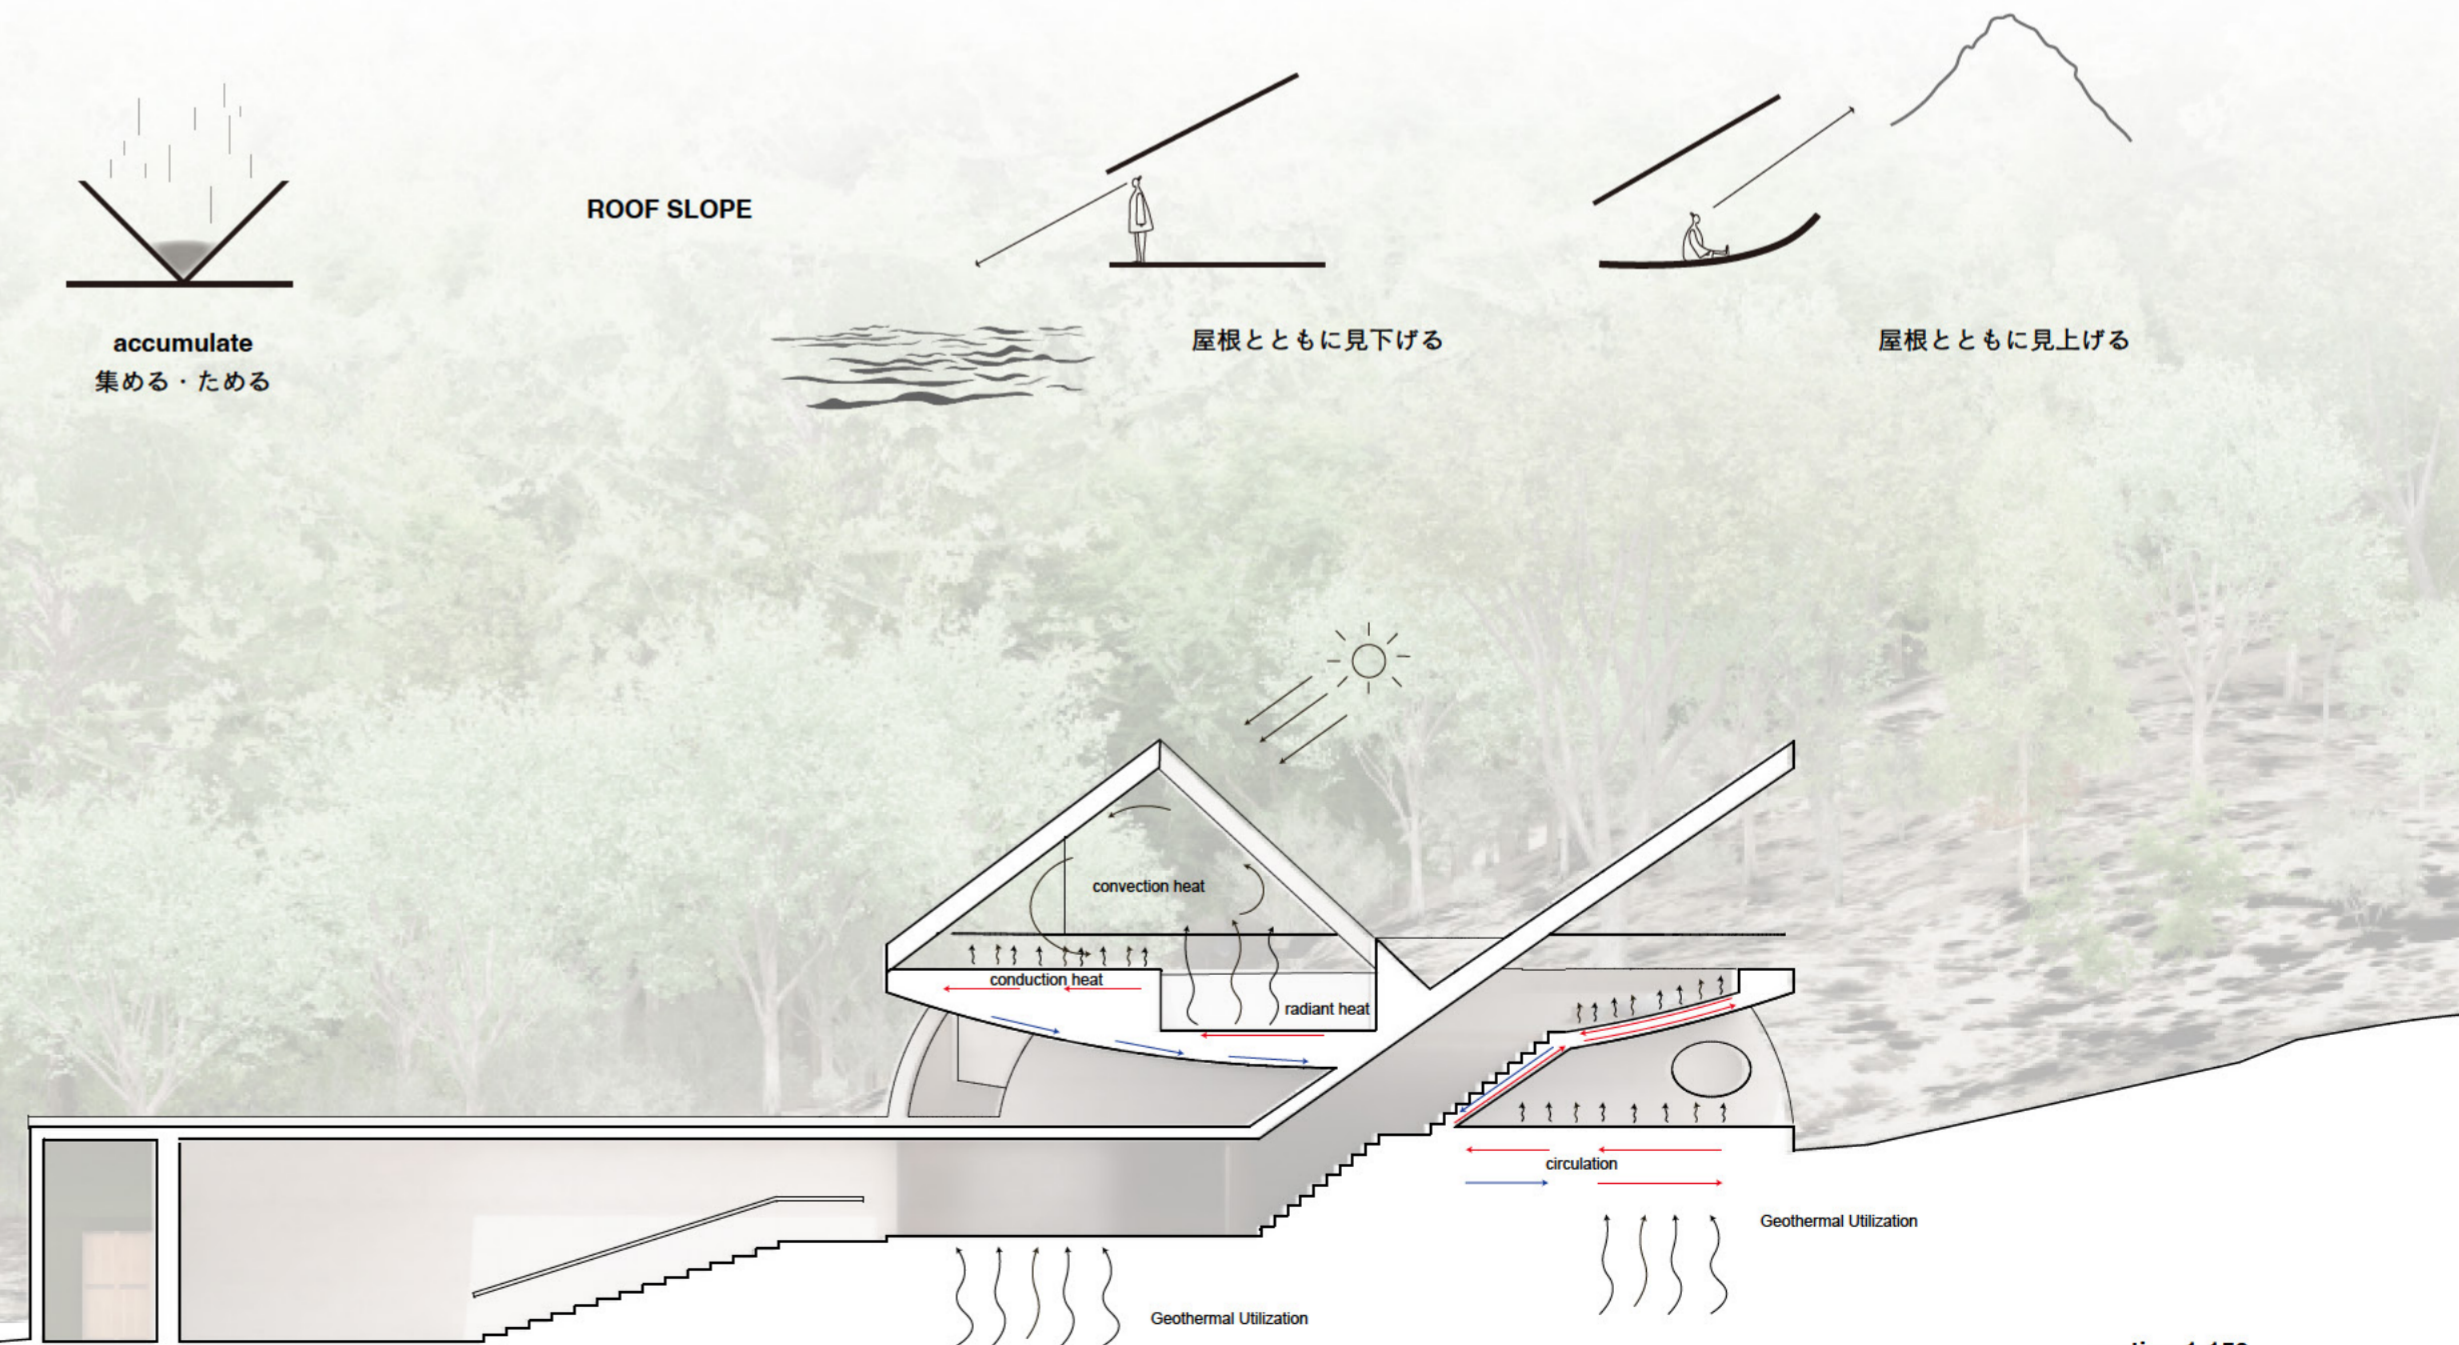 ROOF SLOPE
accumulate
集める・ためる
屋根とともに見下げる
屋根とともに見上げる
convection heat
conduction heat
radiant heat
circulation
Geothermal Utilization
Geothermal Utilization